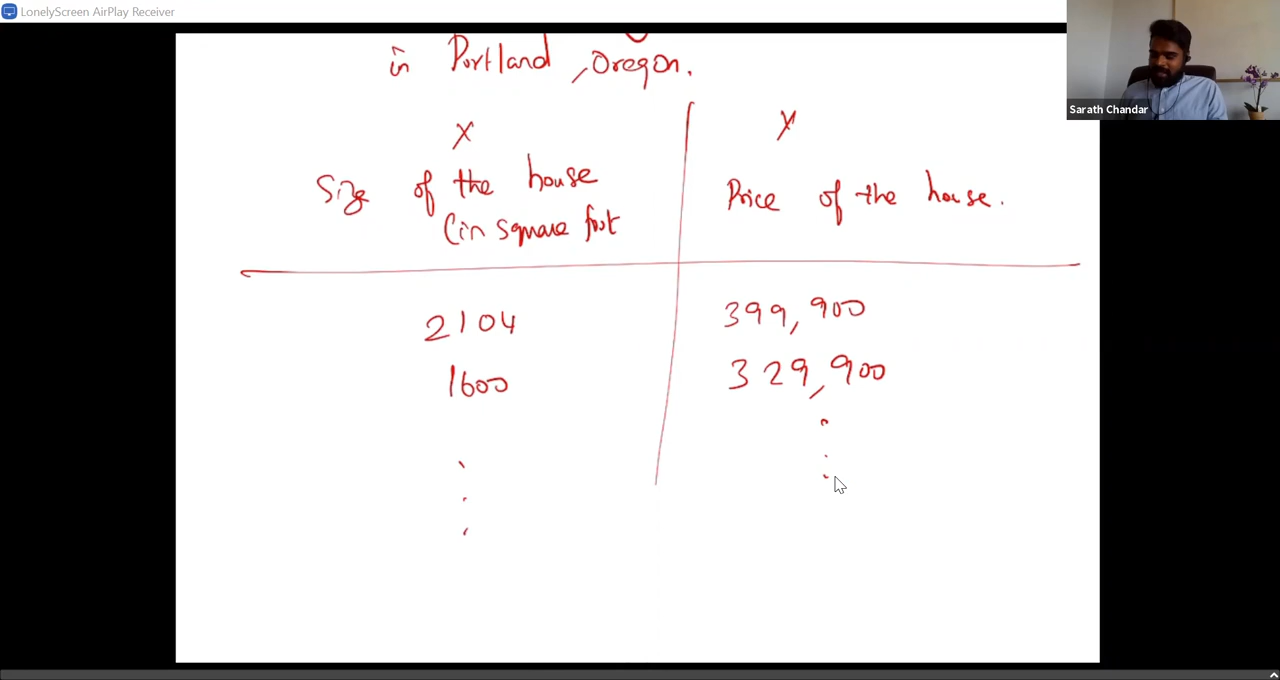 LonelyScreen AirPlay Receiver
in Portland, Oregon.
X
Y
Size of the house
(in square foot
Price of the house.
Sarath Chandar
2104
399,900
1600
329,900